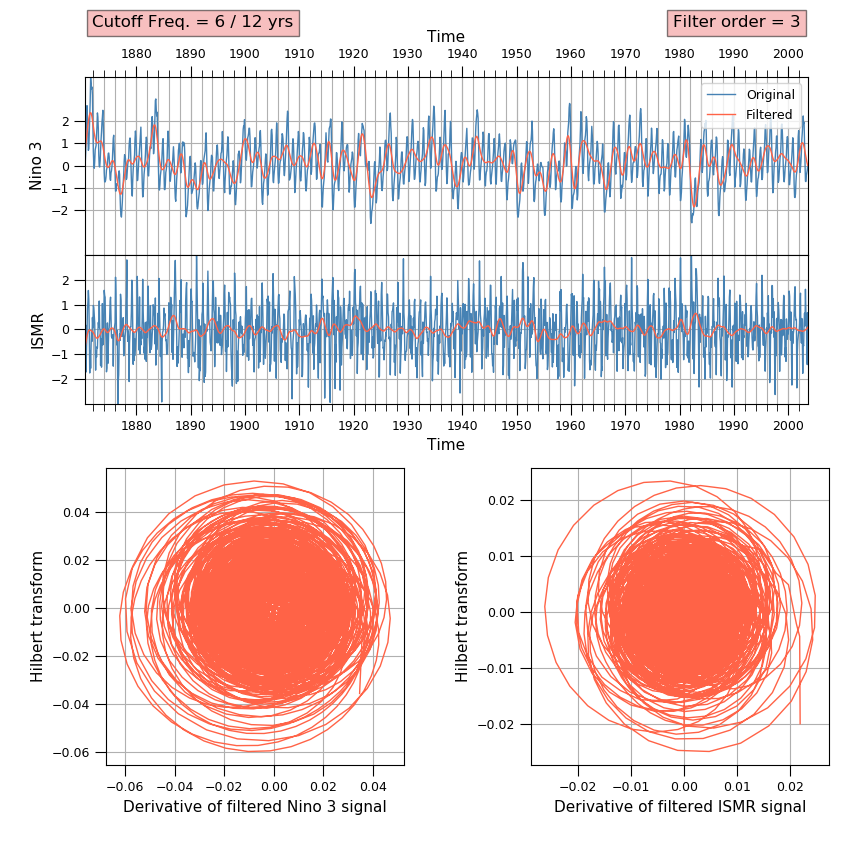 Cutoff Freq. = 6 / 12 yrs
Filter order = 3
Time
1880 1890 1900 1910 1920 1930 1940 1950 1960 1970 1980 1990 2000
Original
Filtered
Nino 3
2
1
0
−1
−2
ISMR
2
1
0
−1
−2
1880 1890 1900 1910 1920 1930 1940 1950 1960 1970 1980 1990 2000
Time
Hilbert transform
0.04
0.02
0.00
−0.02
−0.04
−0.06
−0.06 −0.04 −0.02 0.00 0.02 0.04
Derivative of filtered Nino 3 signal
Hilbert transform
0.02
0.01
0.00
−0.01
−0.02
−0.02 −0.01 0.00 0.01 0.02
Derivative of filtered ISMR signal